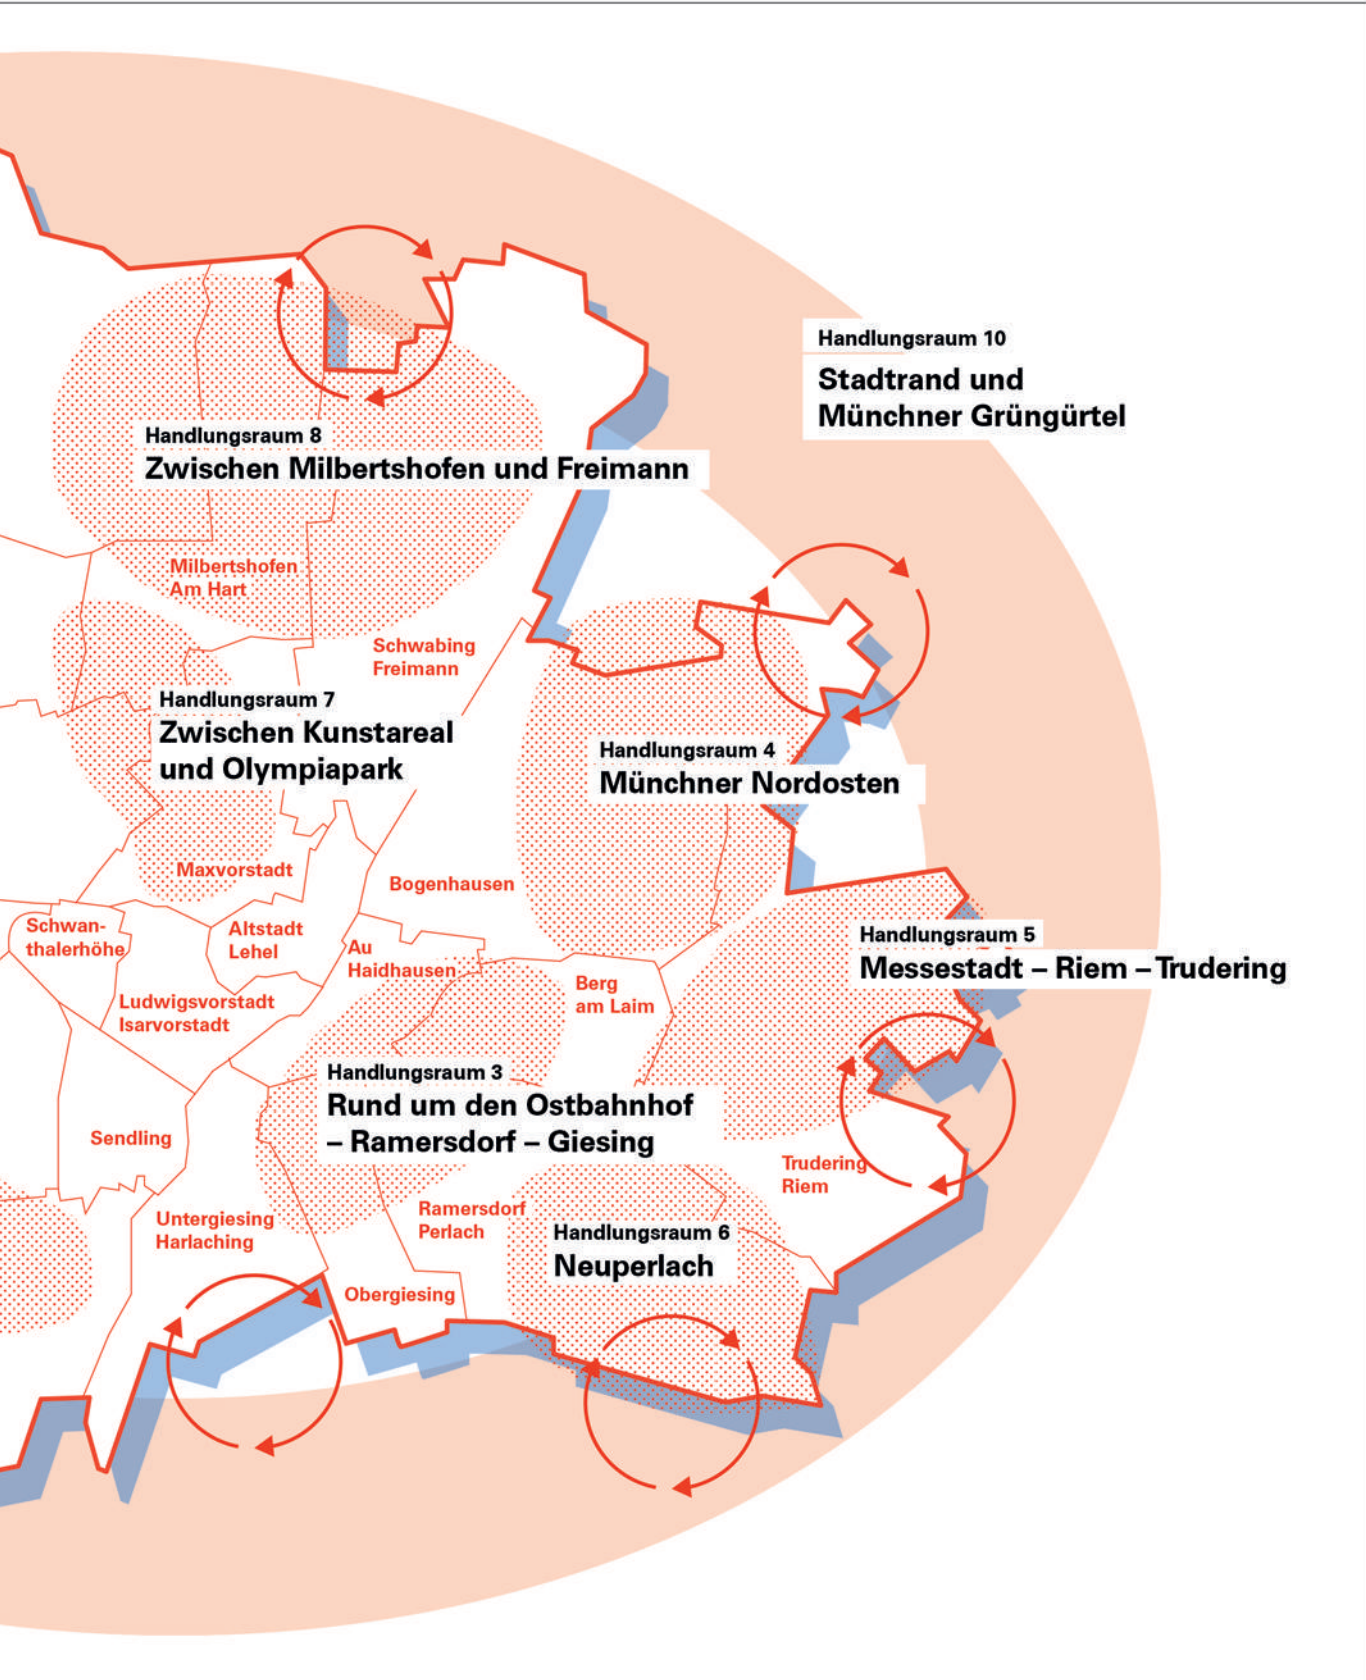 Handlungsraum 10
Stadtrand und
Münchner Grüngürtel
Handlungsraum 8
Zwischen Milbertshofen und Freimann
Milbertshofen
Am Hart
Schwabing
Freimann
Handlungsraum 7
Zwischen Kunstareal
und Olympiapark
Handlungsraum 4
Münchner Nordosten
Maxvorstadt
Bogenhausen
Schwan-
thalerhöhe
Altstadt
Lehel
Au
Haidhausen
Handlungsraum 5
Messestadt – Riem – Trudering
Berg
am Laim
Ludwigsvorstadt
Isarvorstadt
Handlungsraum 3
Rund um den Ostbahnhof
– Ramersdorf – Giesing
Sendling
Trudering
Riem
Untergiesing
Harlaching
Ramersdorf
Perlach
Handlungsraum 6
Neuperlach
Obergiesing